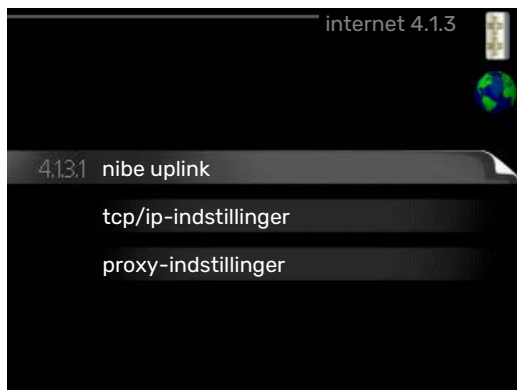 internet 4.1.3
4.1.3.1 nibe uplink
tcp/ip-indstillinger
proxy-indstillinger